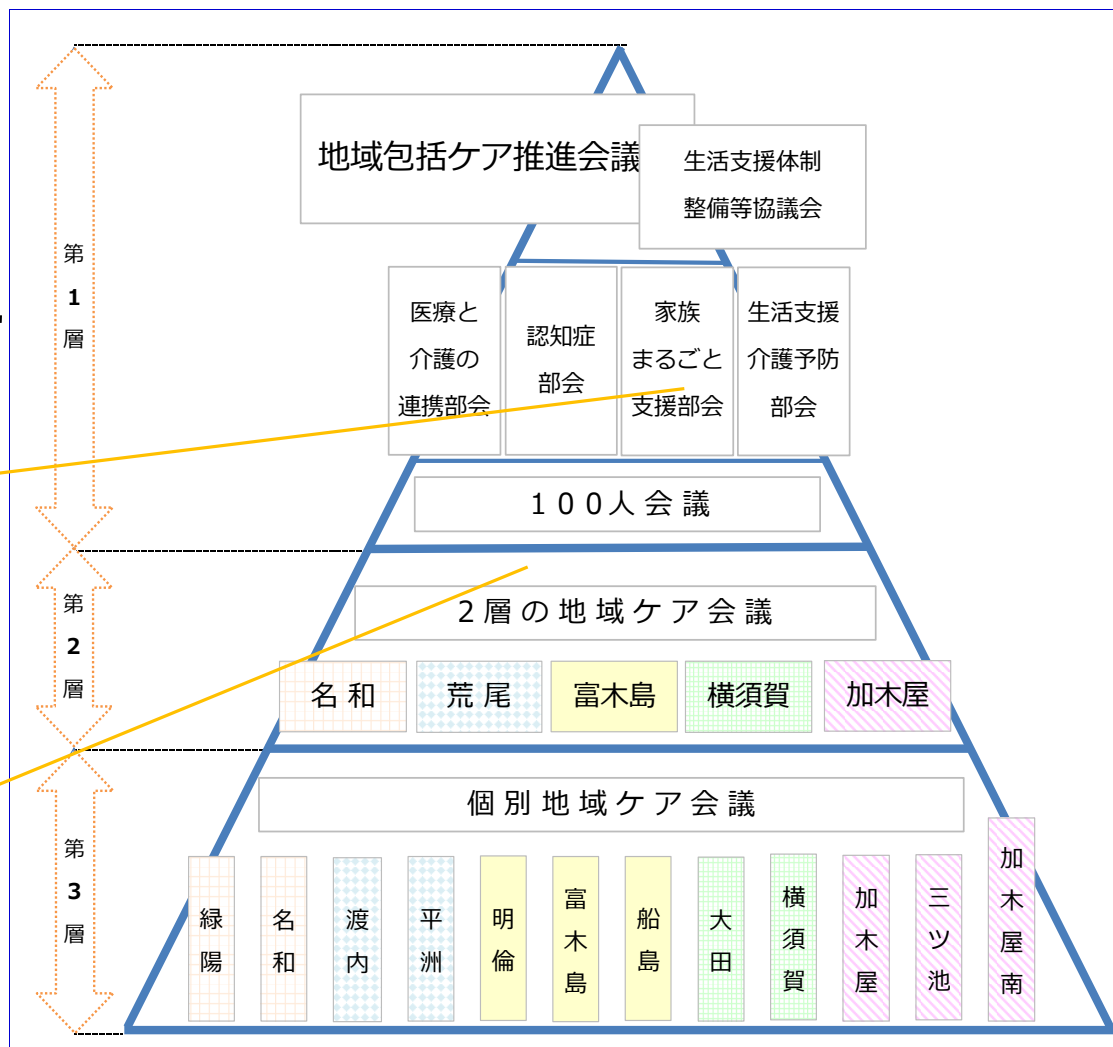 地域包括ケア推進会議
生活支援体制
整備等協議会
第
1
層
医療と
介護の
連携部会
認知症
部会
家族
まるごと
支援部会
生活支援
介護予防
部会
100人会議
第
2
層
2層の地域ケア会議
名和
荒尾
富木島
横須賀
加木屋
第
3
層
個別地域ケア会議
緑陽
名和
渡内
平洲
明倫
富木島
船島
大田
横須賀
加木屋
三ツ池
加木屋南